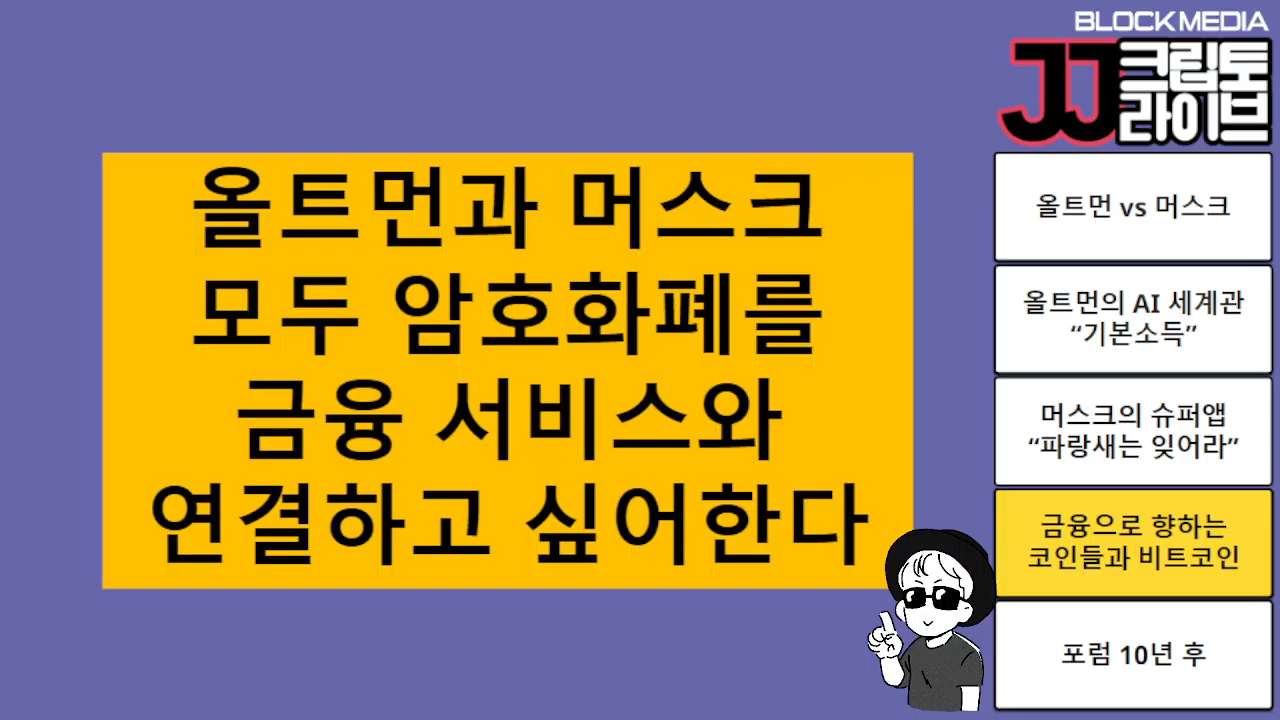 올트먼과 머스크
모두 암호화폐를
금융 서비스와
연결하고 싶어한다
BLOCKMEDIA
JJ 크립토
라이브
올트먼 vs 머스크
올트먼의 AI 세계관
“기본소득”
머스크의 슈퍼앱
“파랑새는 잊어라”
금융으로 향하는
코인들과 비트코인
포럼 10년 후